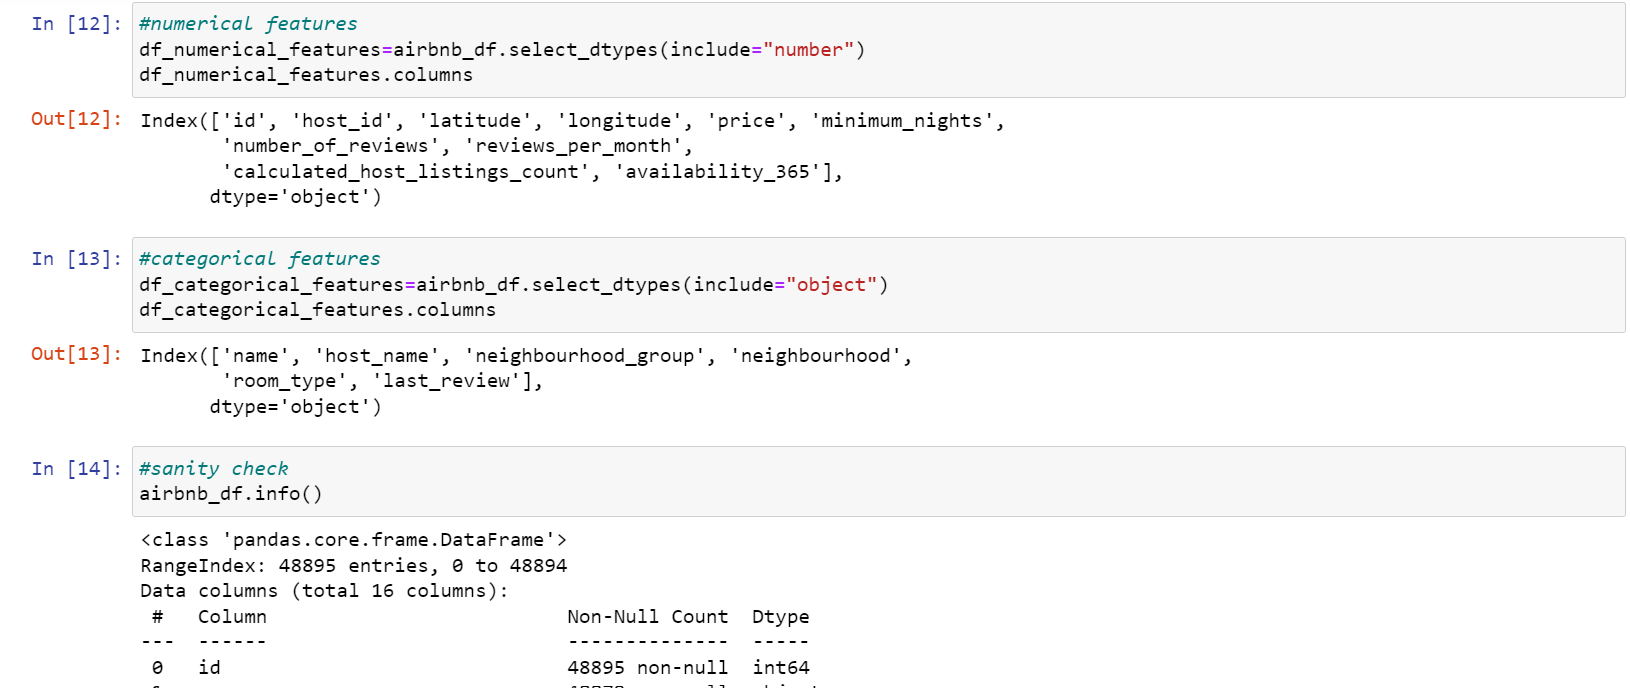 In [12]: #numerical features
df_numerical_features=airbnb_df.select_dtypes(include="number")
df_numerical_features.columns
Out[12]: Index(['id', 'host_id', 'latitude', 'longitude', 'price', 'minimum_nights',
'number_of_reviews', 'reviews_per_month',
'calculated_host_listings_count', 'availability_365'],
dtype='object')
In [13]: #categorical features
df_categorical_features=airbnb_df.select_dtypes(include="object")
df_categorical_features.columns
Out[13]: Index(['name', 'host_name', 'neighbourhood_group', 'neighbourhood',
'room_type', 'last_review'],
dtype='object')
In [14]: #sanity check
airbnb_df.info()
<class 'pandas.core.frame.DataFrame'>
RangeIndex: 48895 entries, 0 to 48894
Data columns (total 16 columns):
# Column Non-Null Count Dtype
--- ------ -------------- -----
0 id 48895 non-null int64